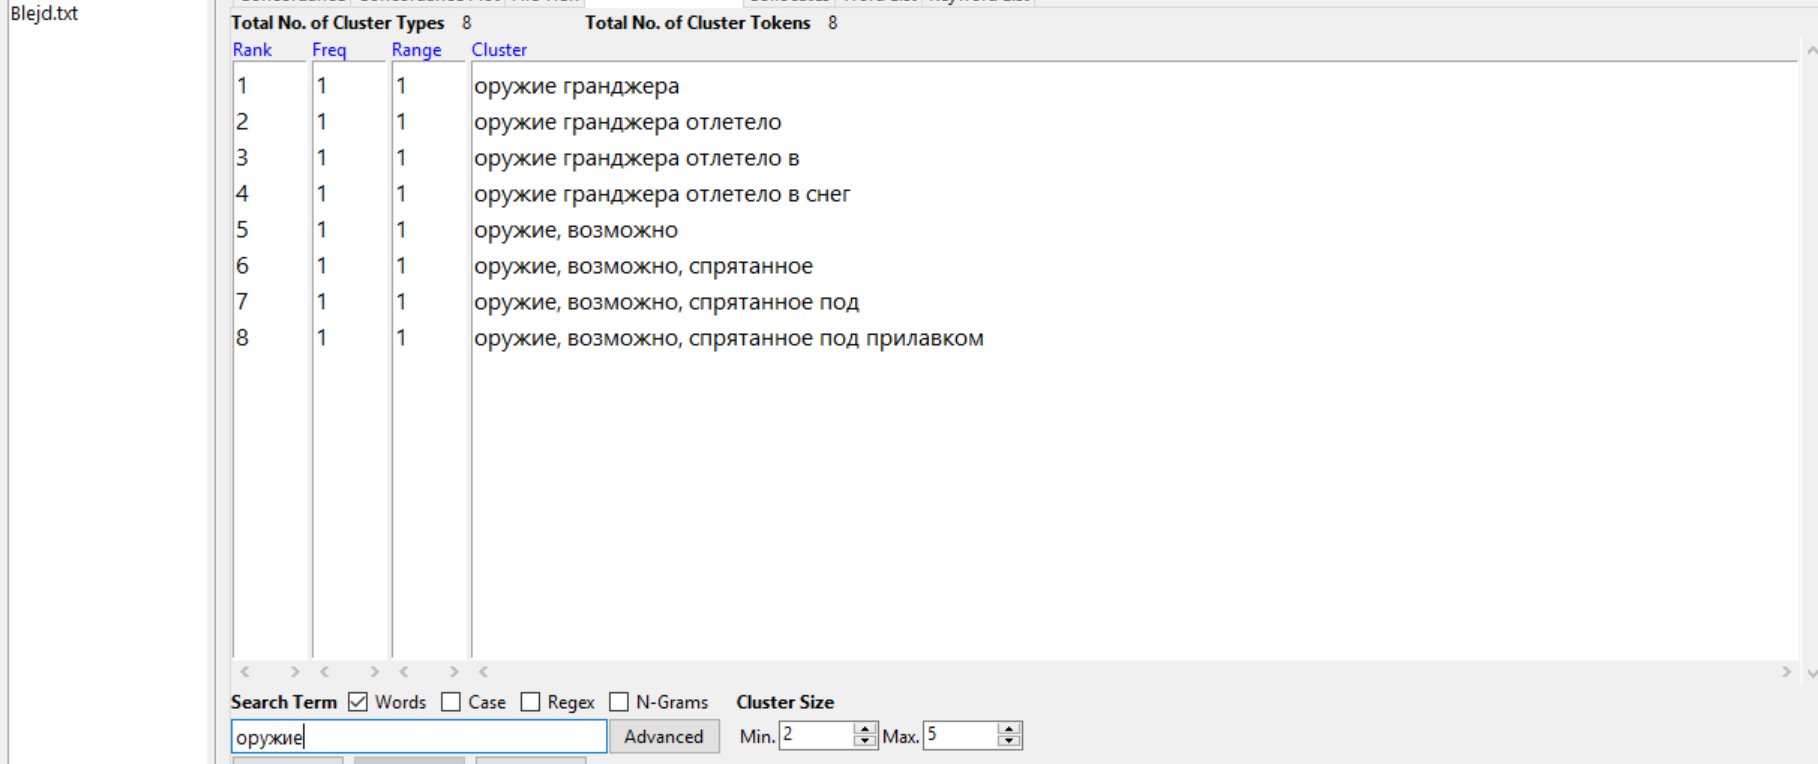 Blejd.txt
Total No. of Cluster Types 8 Total No. of Cluster Tokens 8
Rank Freq Range Cluster
1 1 1 оружие гранджера
2 1 1 оружие гранджера отлетело
3 1 1 оружие гранджера отлетело в
4 1 1 оружие гранджера отлетело в снег
5 1 1 оружие, возможно
6 1 1 оружие, возможно, спрятанное
7 1 1 оружие, возможно, спрятанное под
8 1 1 оружие, возможно, спрятанное под прилавком
Search Term Words Case Regex N-Grams Cluster Size
оружие Advanced Min. 2 Max. 5